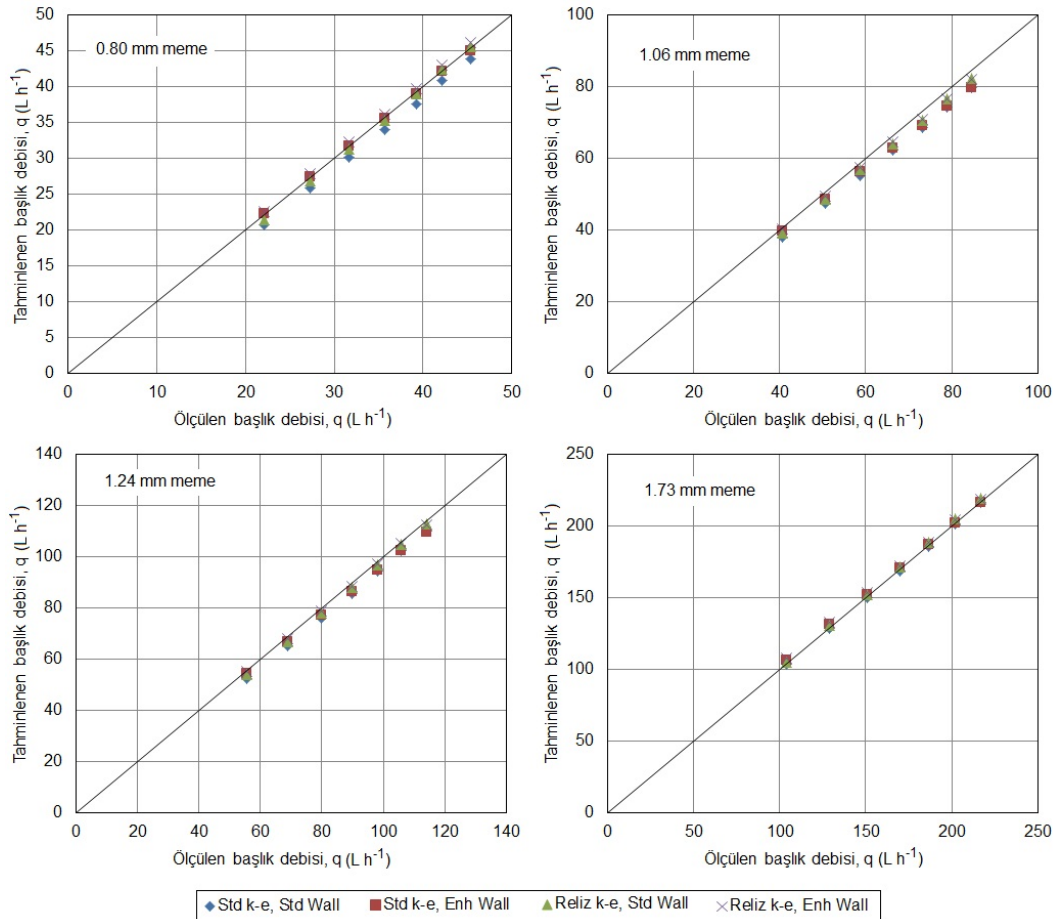 50
45
40
35
30
25
20
15
10
5
0
0 10 20 30 40 50
0.80 mm meme
Tahminlenen başlık debisi, q (L h-1)
Ölçülen başlık debisi, q (L h-1)
100
80
60
40
20
0
0 20 40 60 80 100
1.06 mm meme
Tahminlenen başlık debisi, q (L h-1)
Ölçülen başlık debisi, q (L h-1)
140
120
100
80
60
40
20
0
0 20 40 60 80 100 120 140
1.24 mm meme
Tahminlenen başlık debisi, q (L h-1)
Ölçülen başlık debisi, q (L h-1)
250
200
150
100
50
0
0 50 100 150 200 250
1.73 mm meme
Tahminlenen başlık debisi, q (L h-1)
Ölçülen başlık debisi, q (L h-1)
Std k-e, Std Wall Std k-e, Enh Wall Reliz k-e, Std Wall Reliz k-e, Enh Wall